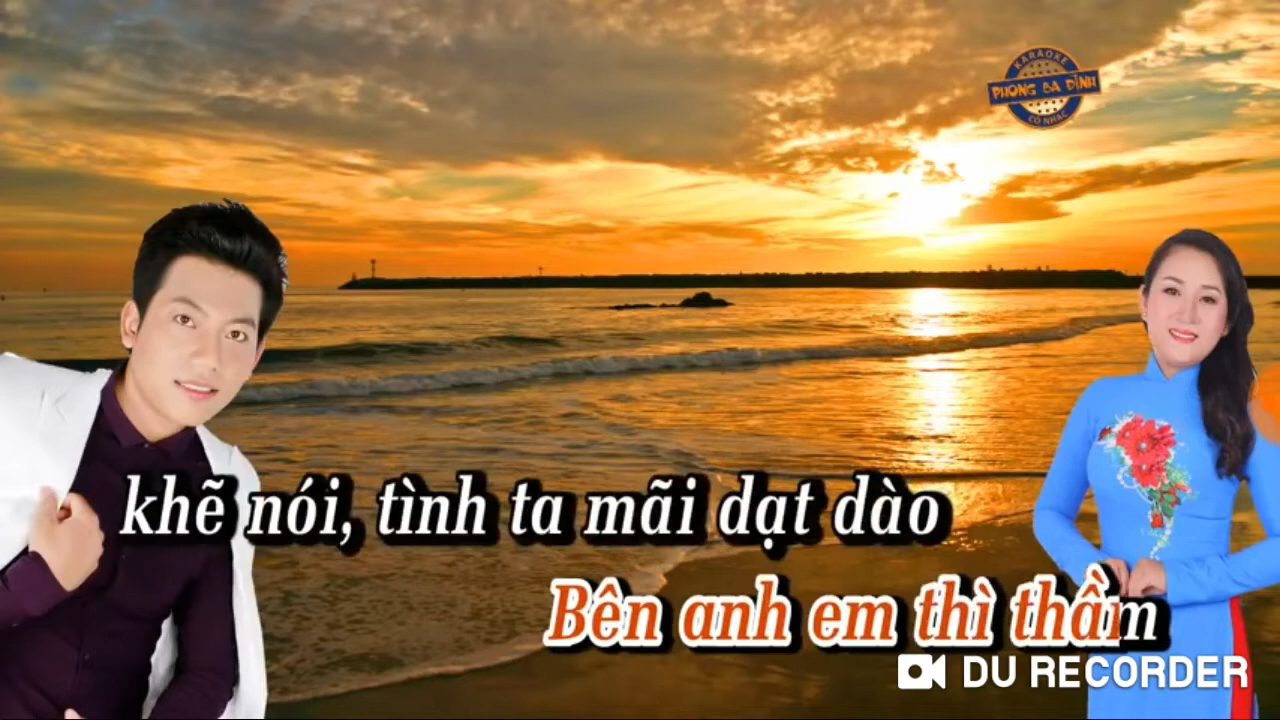 KARAOKE
PHONG BA ĐÌNH
CỔ NHẠC
khẽ nói, tình ta mãi dạt dào
Bên anh em thì thầm
DU RECORDER